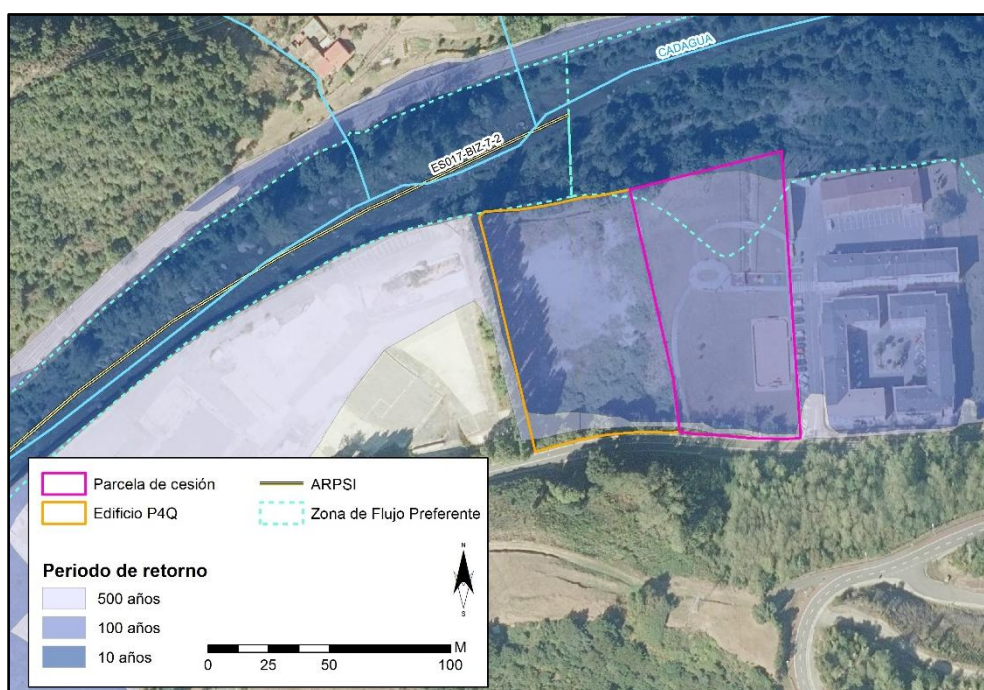 CADAGUA
ES017-BIZ-7-2
Parcela de cesión
ARPSI
Edificio P4Q
Zona de Flujo Preferente
Periodo de retorno
500 años
100 años
10 años
N
S
M
0 25 50 100